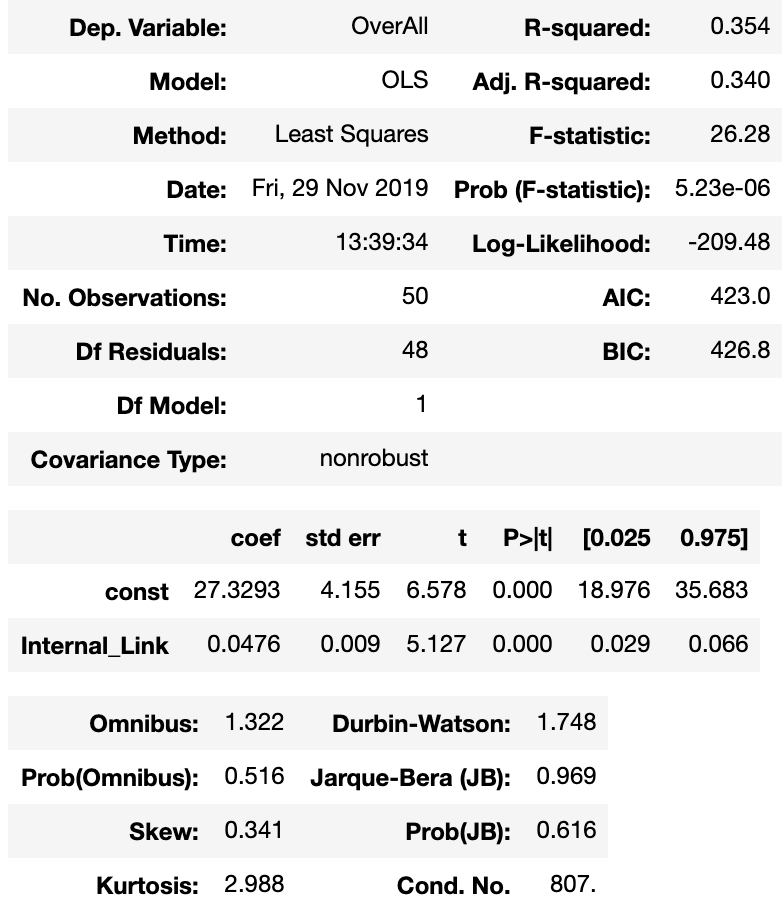 Dep. Variable: OverAll R-squared: 0.354
Model: OLS Adj. R-squared: 0.340
Method: Least Squares F-statistic: 26.28
Date: Fri, 29 Nov 2019 Prob (F-statistic): 5.23e-06
Time: 13:39:34 Log-Likelihood: -209.48
No. Observations: 50 AIC: 423.0
Df Residuals: 48 BIC: 426.8
Df Model: 1
Covariance Type: nonrobust
coef std err t P>|t| [0.025 0.975]
const 27.3293 4.155 6.578 0.000 18.976 35.683
Internal_Link 0.0476 0.009 5.127 0.000 0.029 0.066
Omnibus: 1.322 Durbin-Watson: 1.748
Prob(Omnibus): 0.516 Jarque-Bera (JB): 0.969
Skew: 0.341 Prob(JB): 0.616
Kurtosis: 2.988 Cond. No. 807.